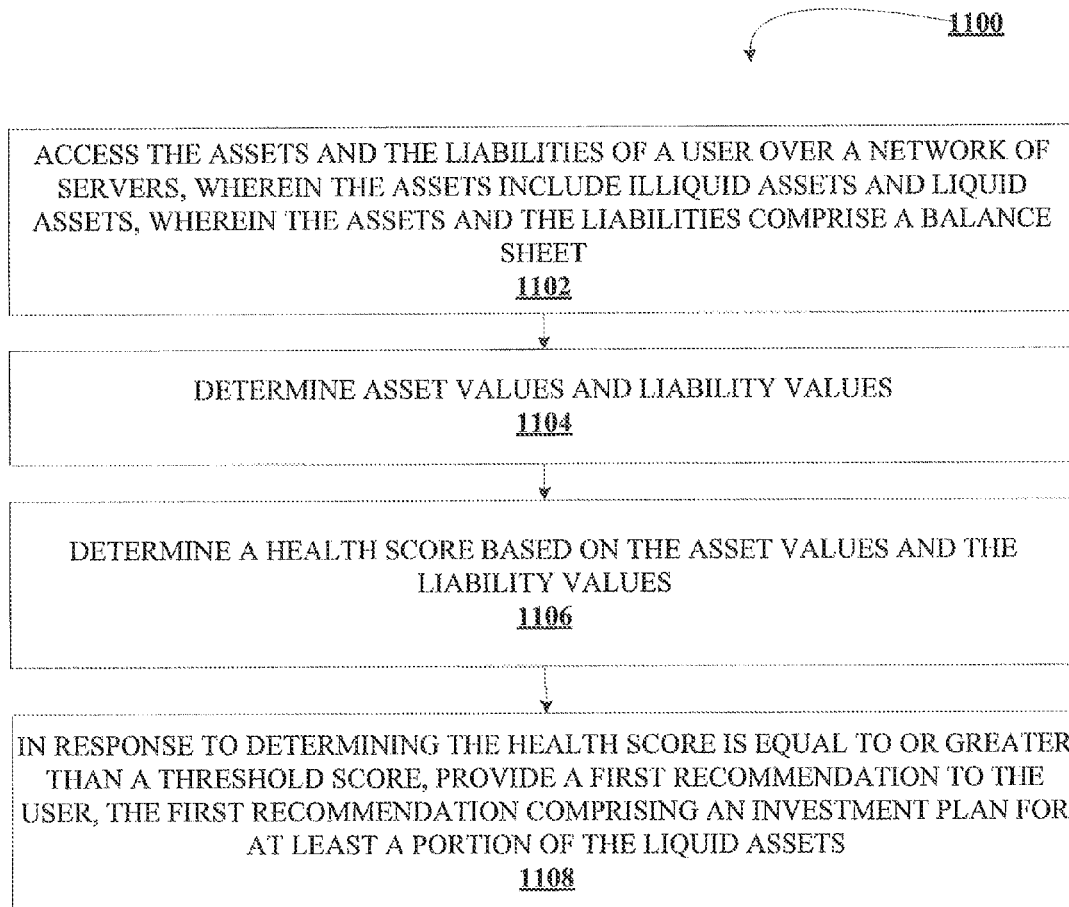 1100
ACCESS THE ASSETS AND THE LIABILITIES OF A USER OVER A NETWORK OF
SERVERS, WHEREIN THE ASSETS INCLUDE ILLIQUID ASSETS AND LIQUID
ASSETS, WHEREIN THE ASSETS AND THE LIABILITIES COMPRISE A BALANCE
SHEET
1102
DETERMINE ASSET VALUES AND LIABILITY VALUES
1104
DETERMINE A HEALTH SCORE BASED ON THE ASSET VALUES AND THE
LIABILITY VALUES
1106
IN RESPONSE TO DETERMINING THE HEALTH SCORE IS EQUAL TO OR GREATER
THAN A THRESHOLD SCORE, PROVIDE A FIRST RECOMMENDATION TO THE
USER, THE FIRST RECOMMENDATION COMPRISING AN INVESTMENT PLAN FOR
AT LEAST A PORTION OF THE LIQUID ASSETS
1108